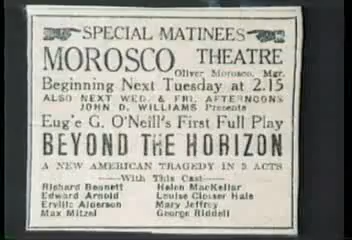 SPECIAL MATINEES
MOROSCO THEATRE
Oliver Morosco, Mgr.
Beginning Next Tuesday at 2.15
ALSO NEXT WED. & FRI. AFTERNOONS
JOHN D. WILLIAMS Presents
Eug'e G. O'Neill's First Full Play
BEYOND THE HORIZON
A NEW AMERICAN TRAGEDY IN 3 ACTS
With This Cast
Richard Bennett Helen MacKellar
Edward Arnold Louise Closser Hale
Erville Alderson Mary Jeffrey
Max Mitzel George Riddell